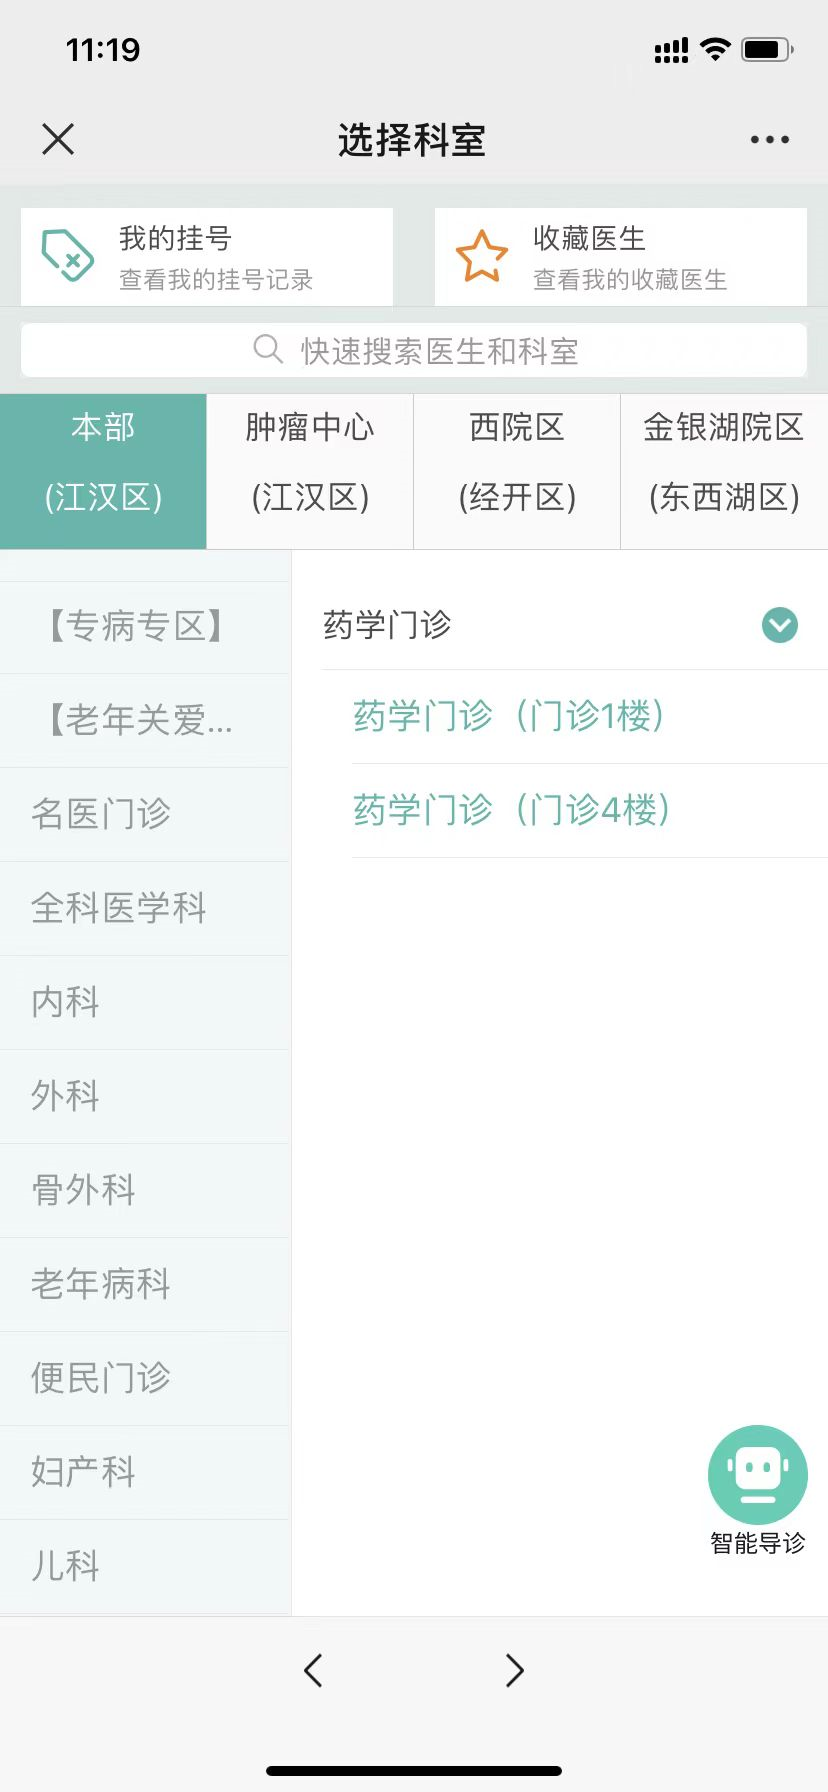 11:19
选择科室
我的挂号
查看我的挂号记录
收藏医生
查看我的收藏医生
快速搜索医生和科室
本部
(江汉区)
肿瘤中心
(江汉区)
西院区
(经开区)
金银湖院区
(东西湖区)
【专病专区】
【老年关爱...
名医门诊
全科医学科
内科
外科
骨外科
老年病科
便民门诊
妇产科
儿科
药学门诊
药学门诊（门诊1楼）
药学门诊（门诊4楼）
智能导诊